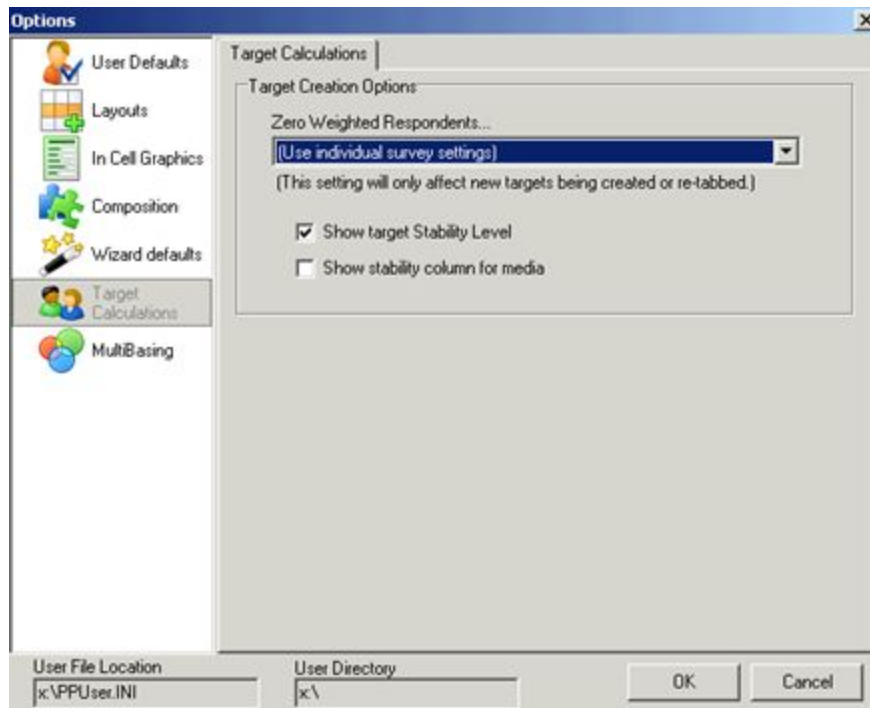 Options
User Defaults
Layouts
In Cell Graphics
Composition
Wizard defaults
Target
Calculations
MultiBasing
Target Calculations
Target Creation Options
Zero Weighted Respondents...
(Use individual survey settings)
(This setting will only affect new targets being created or re-tabbed.)
Show target Stability Level
Show stability column for media
User File Location
x:\PPUser.INI
User Directory
x:\
OK
Cancel